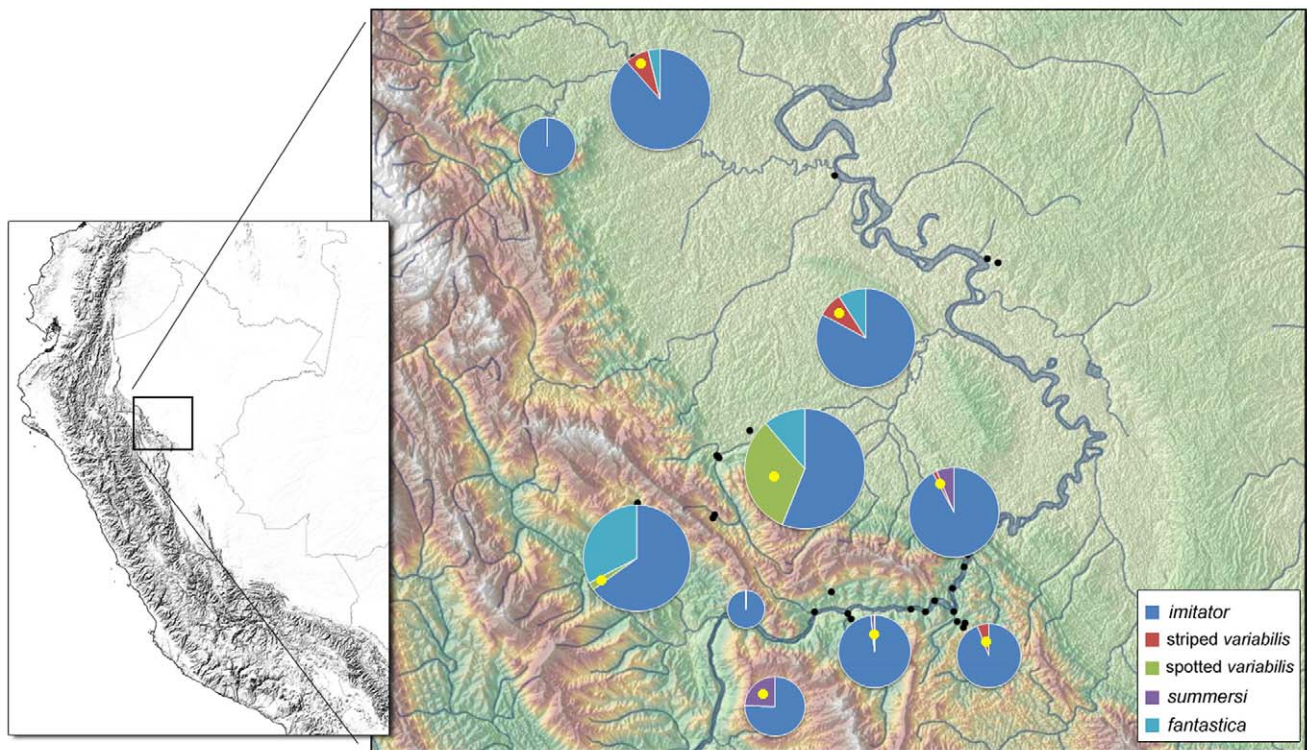 imitator
striped variabilis
spotted variabilis
summersi
fantastica